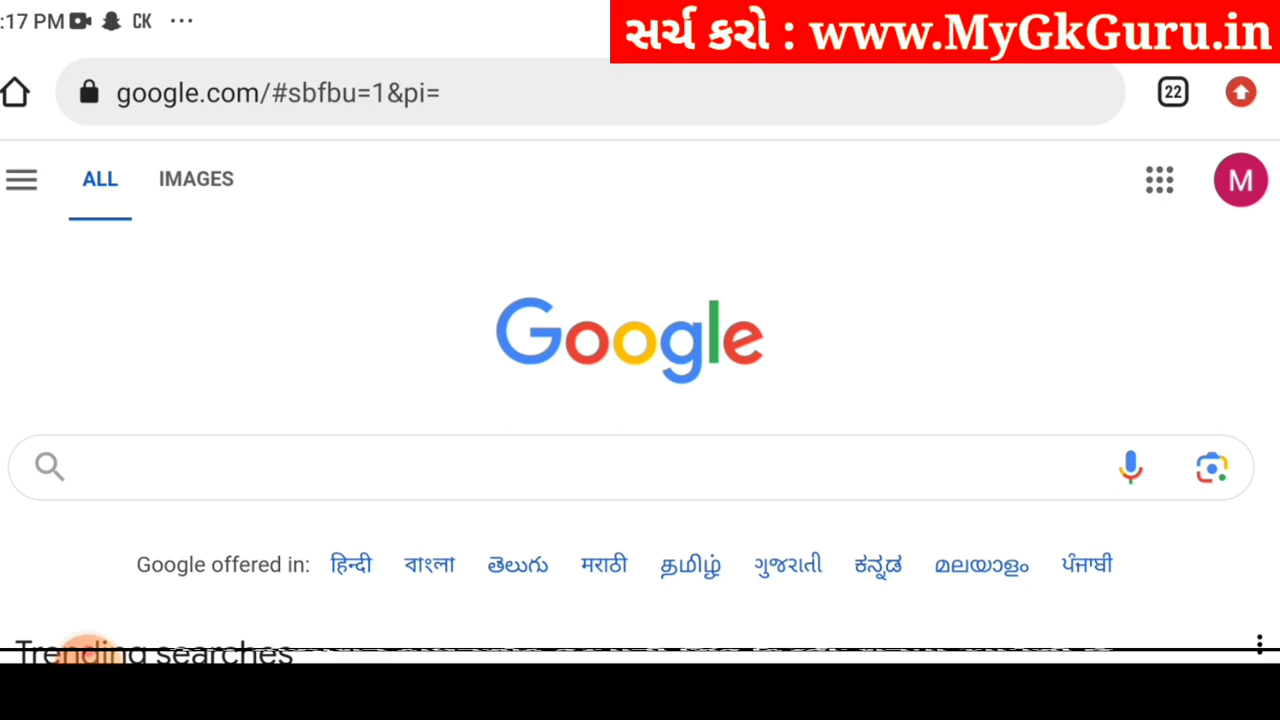 :17 PM CK ...
સર્ચ કરો : www.MyGkGuru.in
google.com/#sbfbu=1&pi=
22
ALL IMAGES
M
Google
Google offered in: हिन्दी বাংলা తెలుగు मराठी தமிழ் ગુજરાતી ಕನ್ನಡ മലയാളം ਪੰਜਾਬੀ
Trending searches